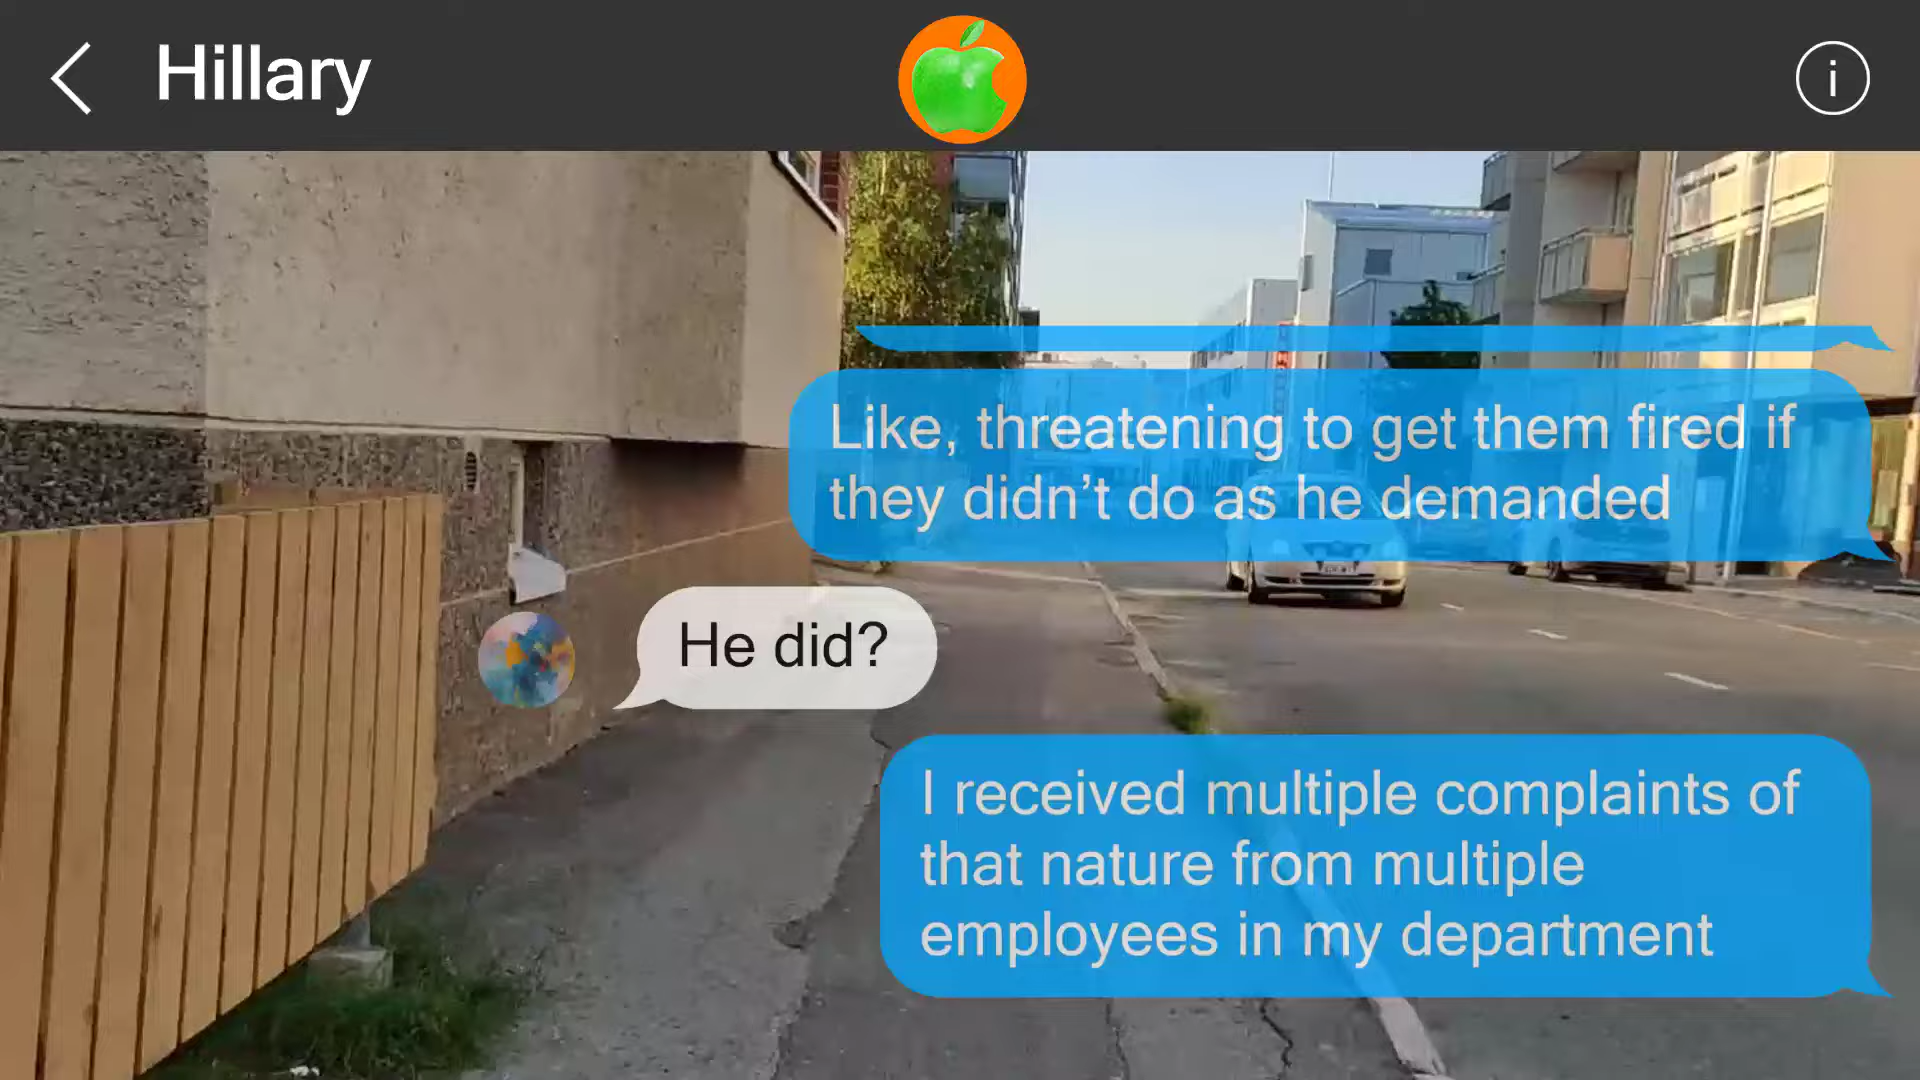 Hillary
i
Like, threatening to get them fired if
they didn’t do as he demanded
He did?
I received multiple complaints of
that nature from multiple
employees in my department